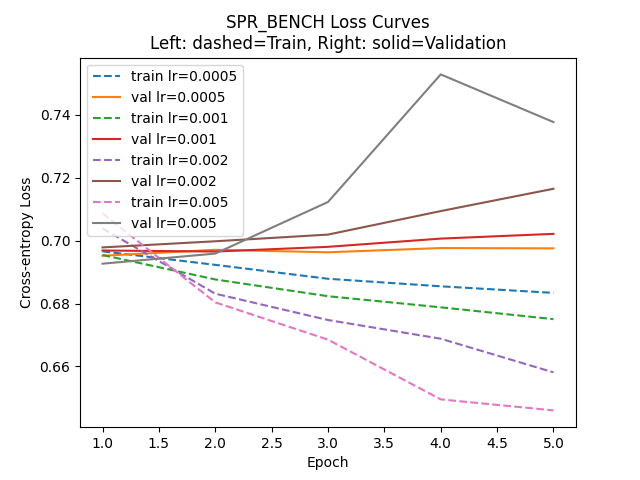 SPR_BENCH Loss Curves
Left: dashed=Train, Right: solid=Validation
train lr=0.0005
val lr=0.0005
train lr=0.001
val lr=0.001
train lr=0.002
val lr=0.002
train lr=0.005
val lr=0.005
Cross-entropy Loss
0.74
0.72
0.70
0.68
0.66
1.0 1.5 2.0 2.5 3.0 3.5 4.0 4.5 5.0
Epoch